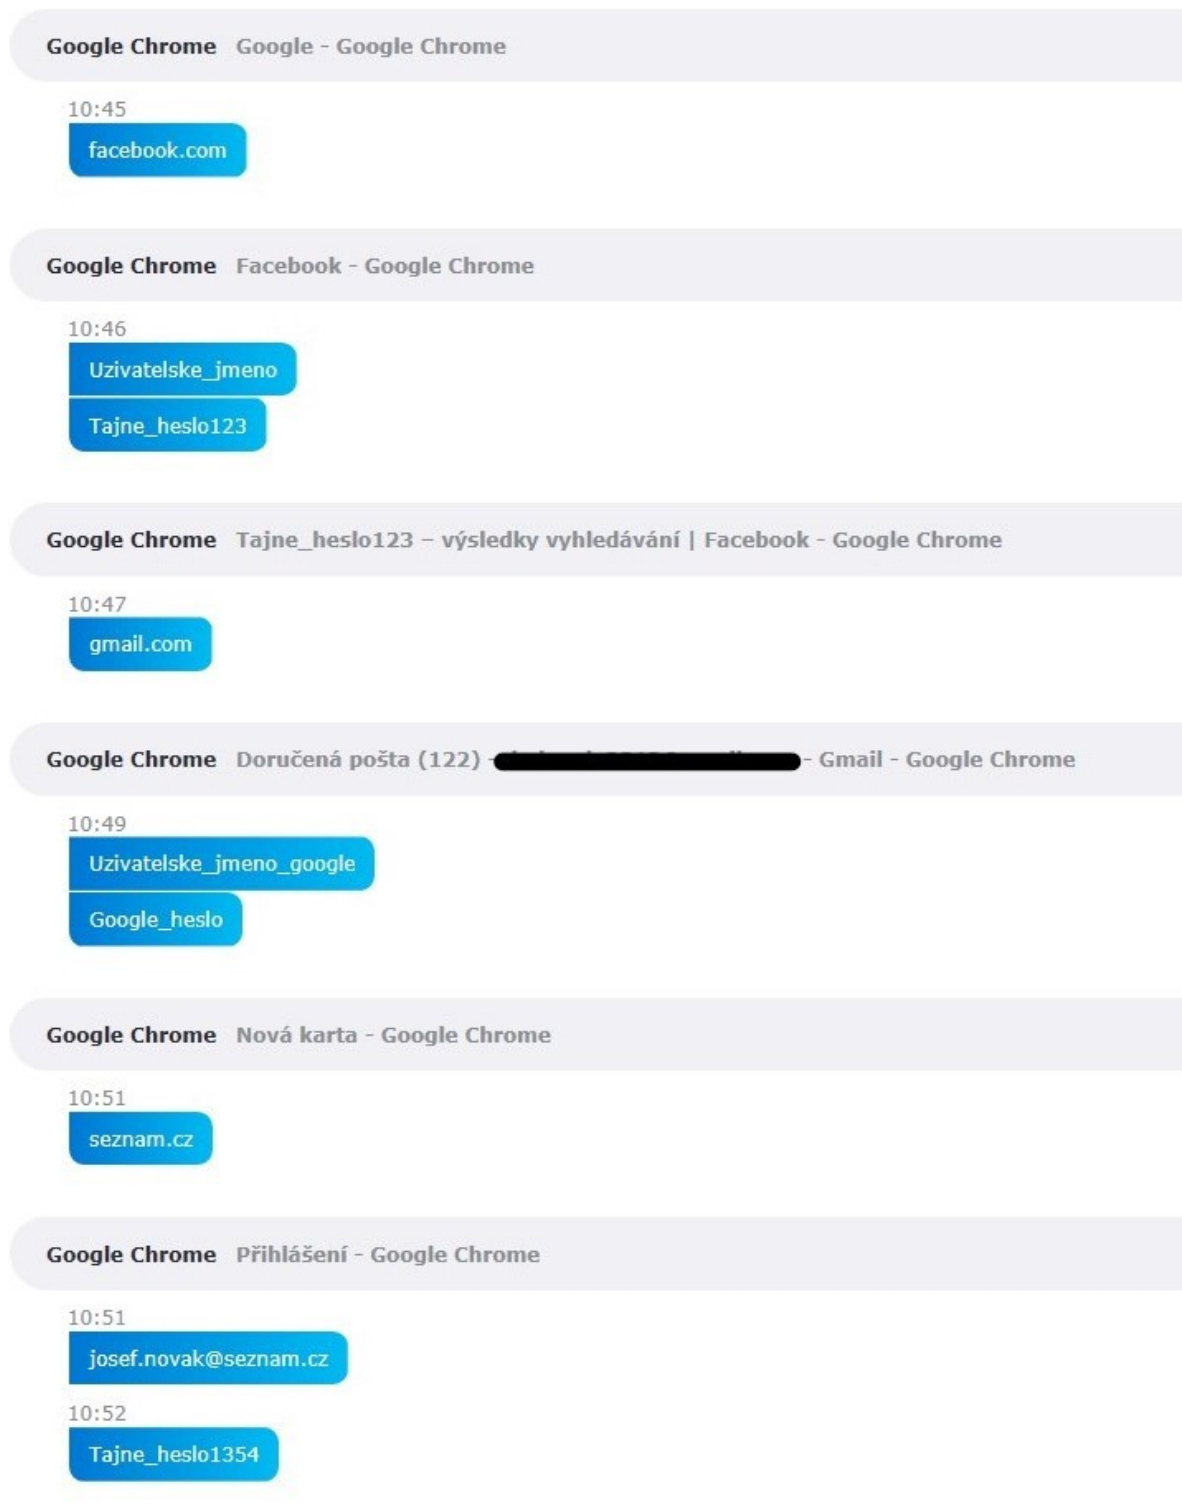 Google Chrome Google - Google Chrome
10:45
facebook.com
Google Chrome Facebook - Google Chrome
10:46
Uzivatelske_jmeno
Tajne_heslo123
Google Chrome Tajne_heslo123 – výsledky vyhledávání | Facebook - Google Chrome
10:47
gmail.com
Google Chrome Doručená pošta (122) - - Gmail - Google Chrome
10:49
Uzivatelske_jmeno_google
Google_heslo
Google Chrome Nová karta - Google Chrome
10:51
seznam.cz
Google Chrome Přihlášení - Google Chrome
10:51
josef.novak@seznam.cz
10:52
Tajne_heslo1354